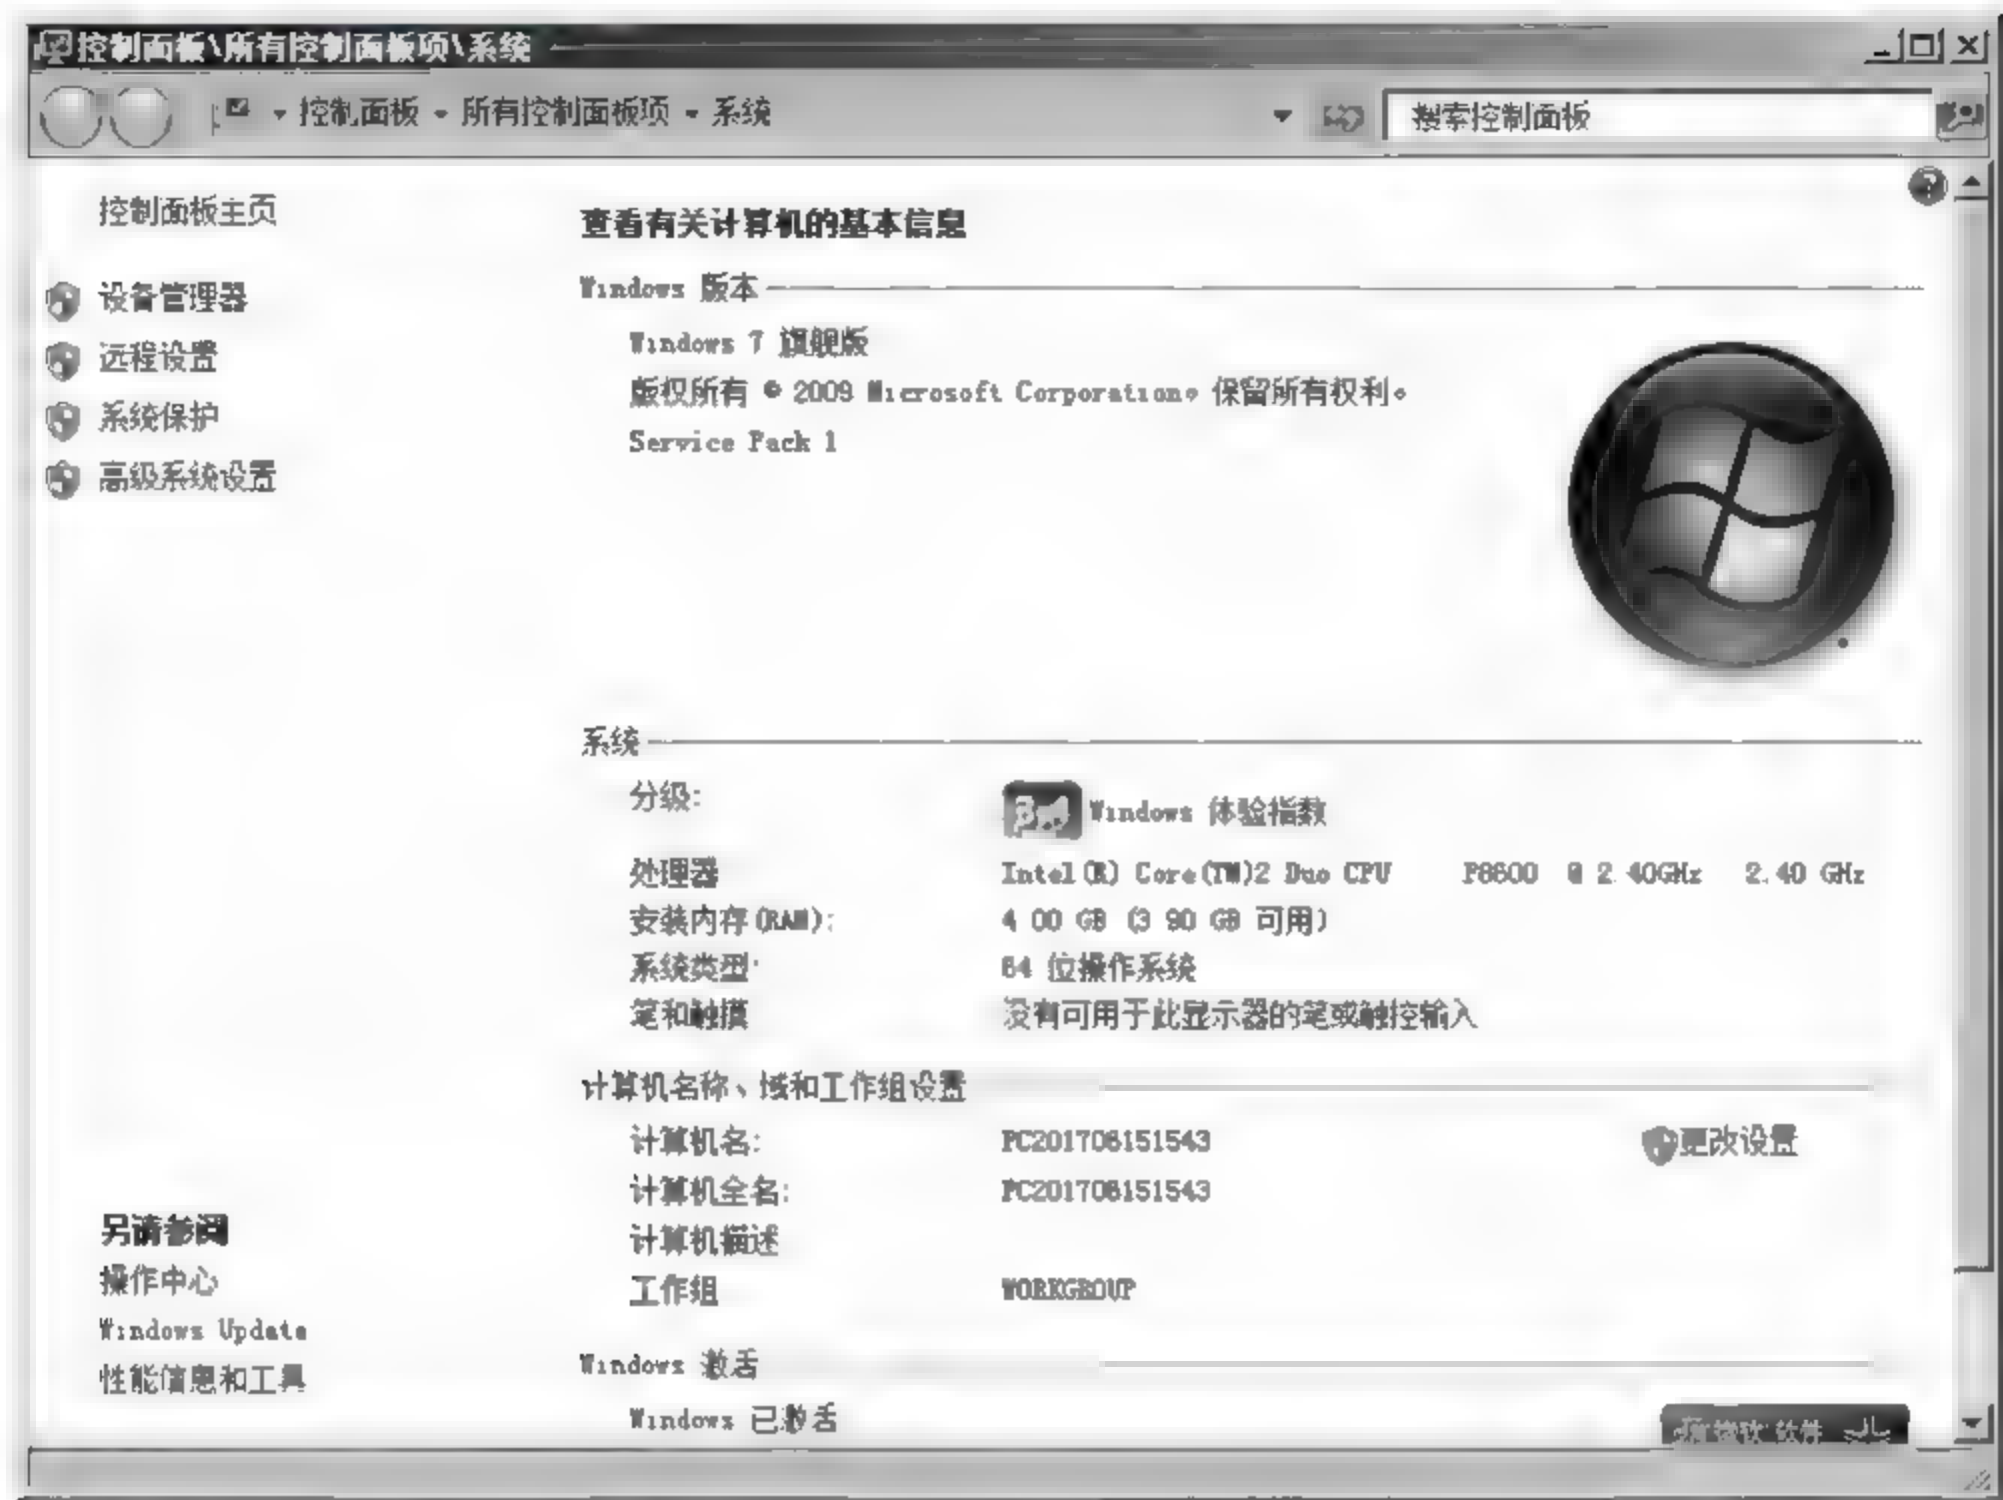 控制面板\所有控制面板项\系统
控制面板 所有控制面板项 系统
搜索控制面板
控制面板主页
设备管理器
远程设置
系统保护
高级系统设置
查看有关计算机的基本信息
Windows 版本
Windows 7 旗舰版
版权所有 © 2009 Microsoft Corporation。保留所有权利。
Service Pack 1
系统
分级:
Windows 体验指数
处理器
Intel(R) Core(TM)2 Duo CPU P8600 @ 2.40GHz 2.40 GHz
安装内存(RAM):
4.00 GB (3.90 GB 可用)
系统类型:
64 位操作系统
笔和触摸
没有可用于此显示器的笔或触控输入
计算机名称、域和工作组设置
计算机名:
PC201706151543
更改设置
计算机全名:
PC201706151543
计算机描述
工作组
WORKGROUP
另请参阅
操作中心
Windows Update
性能信息和工具
Windows 激活
Windows 已激活
微软 软件